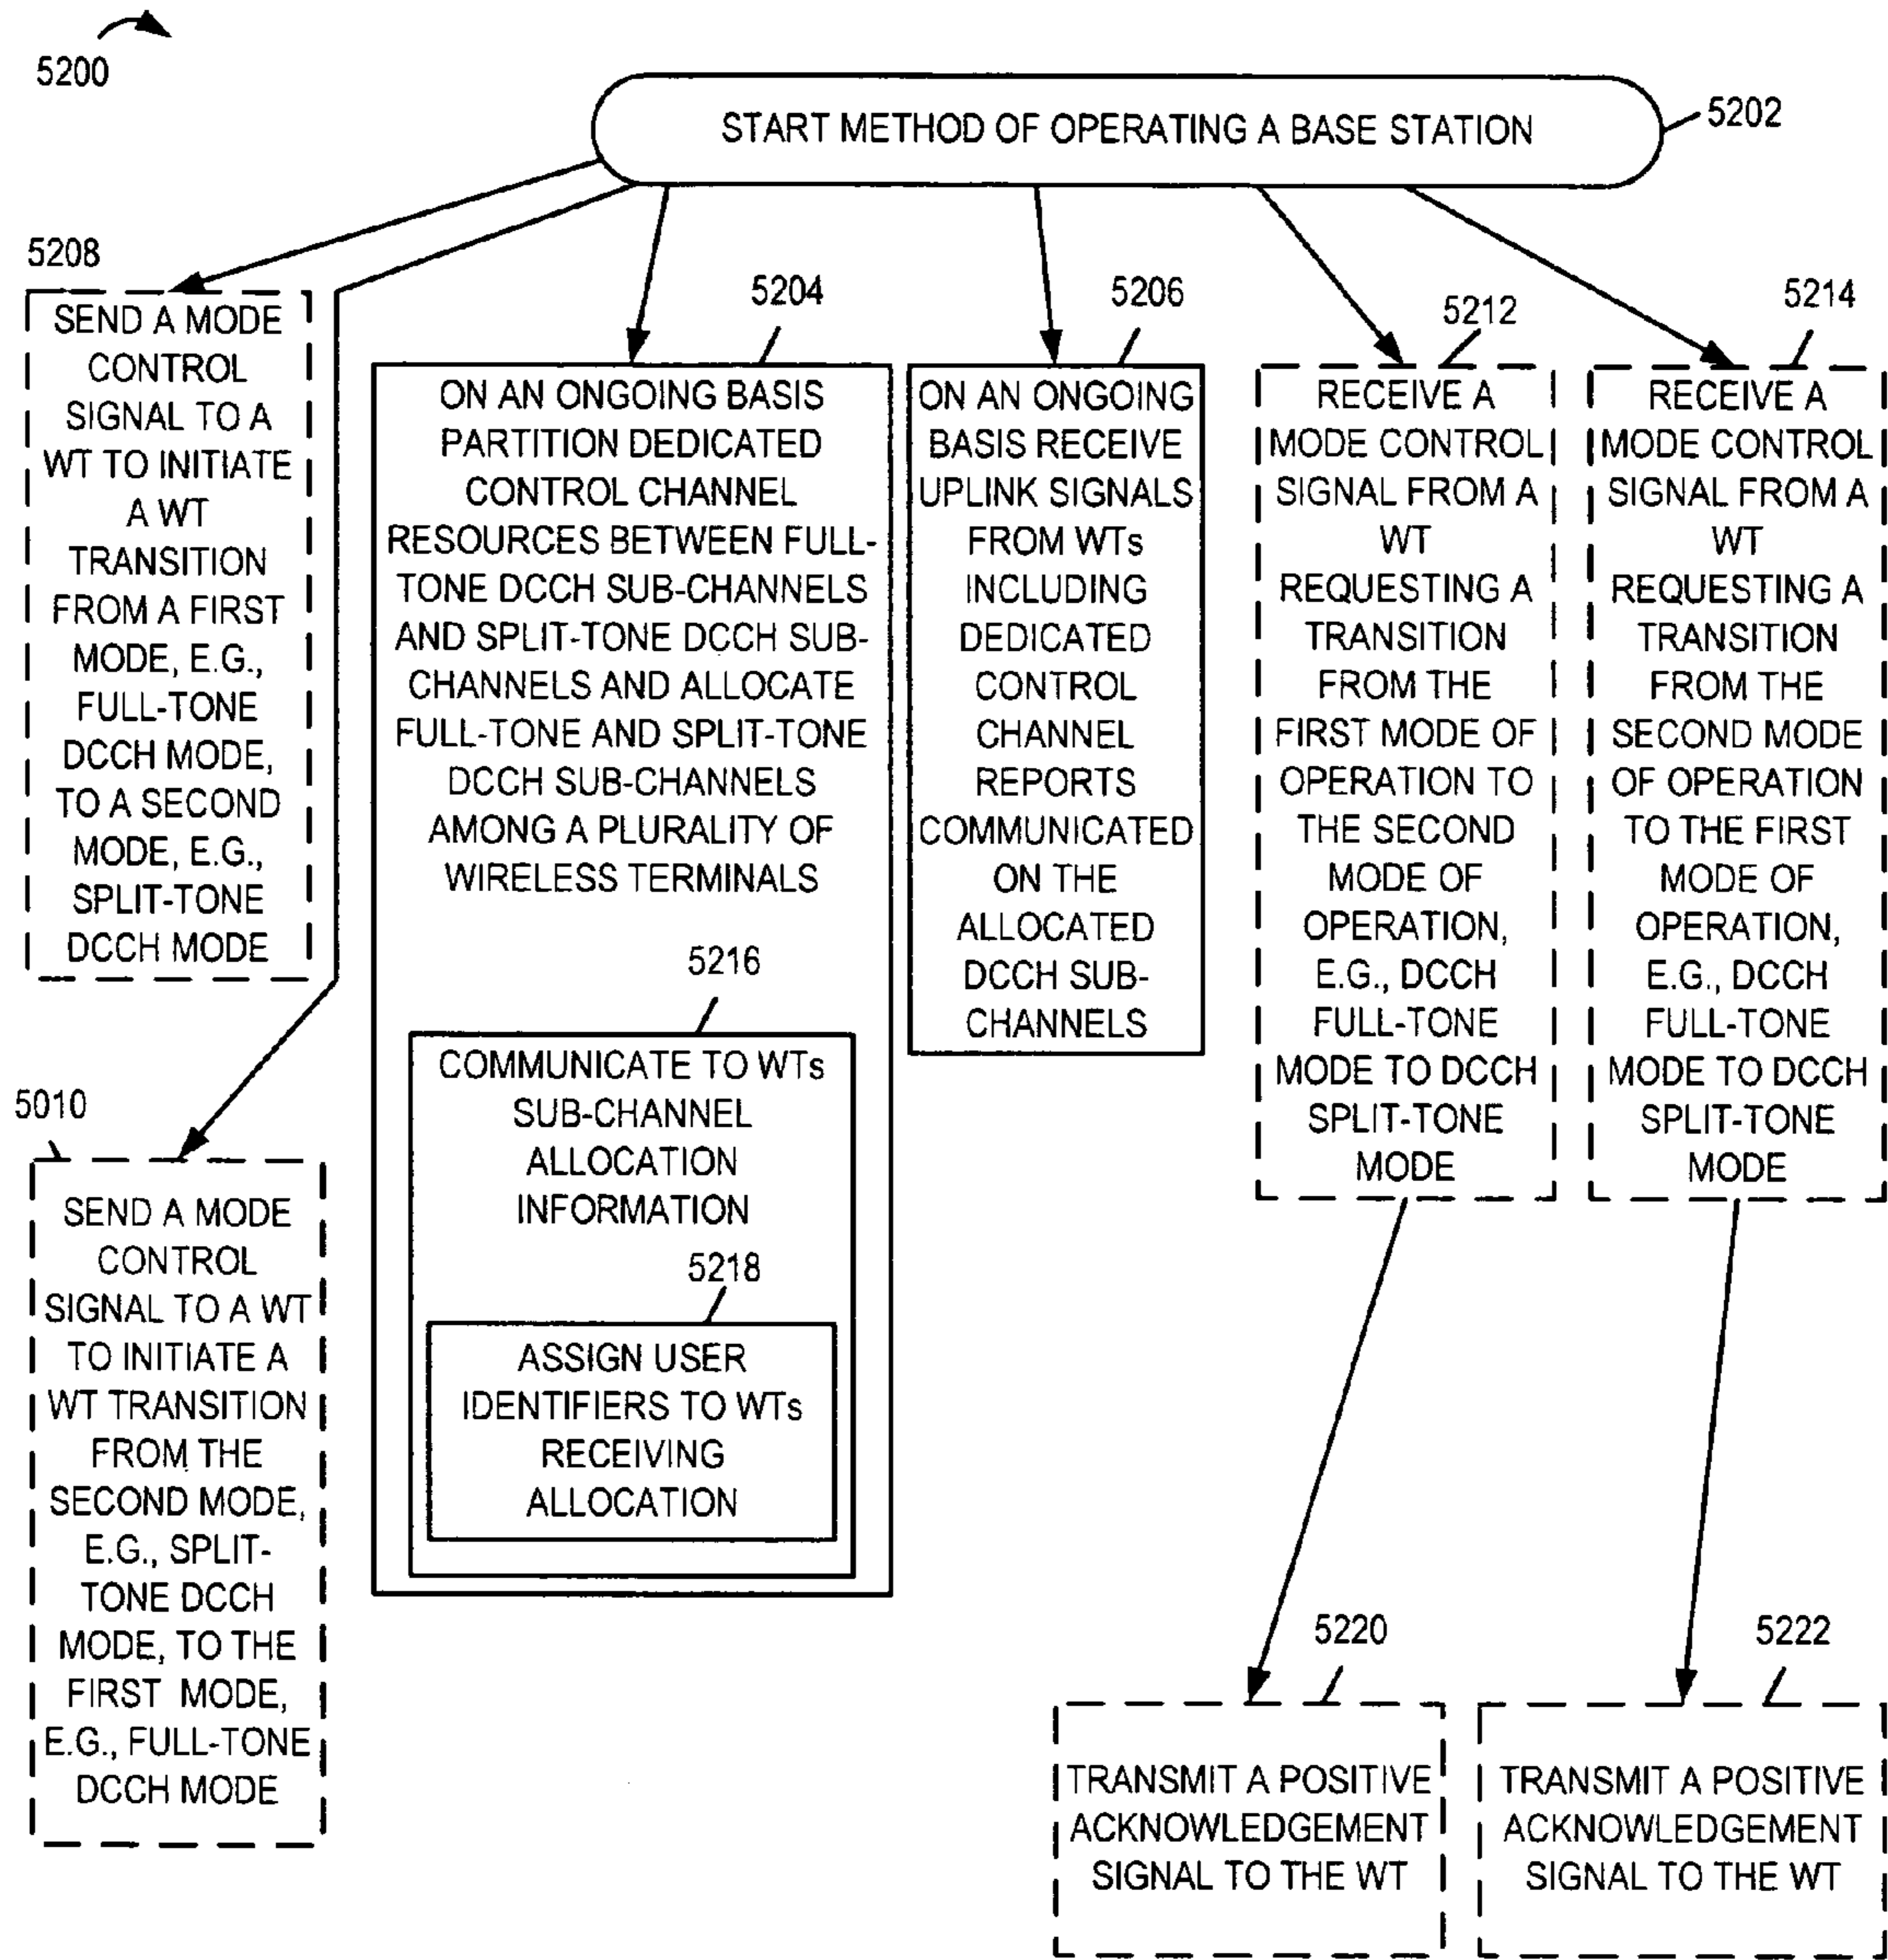 5200
START METHOD OF OPERATING A BASE STATION
5202
5208
SEND A MODE
CONTROL
SIGNAL TO A
WT TO INITIATE
A WT
TRANSITION
FROM A FIRST
MODE, E.G.,
FULL-TONE
DCCH MODE,
TO A SECOND
MODE, E.G.,
SPLIT-TONE
DCCH MODE
5010
SEND A MODE
CONTROL
SIGNAL TO A WT
TO INITIATE A
WT TRANSITION
FROM THE
SECOND MODE,
E.G., SPLIT-
TONE DCCH
MODE, TO THE
FIRST MODE,
E.G., FULL-TONE
DCCH MODE
5204
ON AN ONGOING BASIS
PARTITION DEDICATED
CONTROL CHANNEL
RESOURCES BETWEEN FULL-
TONE DCCH SUB-CHANNELS
AND SPLIT-TONE DCCH SUB-
CHANNELS AND ALLOCATE
FULL-TONE AND SPLIT-TONE
DCCH SUB-CHANNELS
AMONG A PLURALITY OF
WIRELESS TERMINALS
5216
COMMUNICATE TO WTs
SUB-CHANNEL
ALLOCATION
INFORMATION
5218
ASSIGN USER
IDENTIFIERS TO WTs
RECEIVING
ALLOCATION
5206
ON AN ONGOING
BASIS RECEIVE
UPLINK SIGNALS
FROM WTs
INCLUDING
DEDICATED
CONTROL
CHANNEL
REPORTS
COMMUNICATED
ON THE
ALLOCATED
DCCH SUB-
CHANNELS
5212
RECEIVE A
MODE CONTROL
SIGNAL FROM A
WT
REQUESTING A
TRANSITION
FROM THE
FIRST MODE OF
OPERATION TO
THE SECOND
MODE OF
OPERATION,
E.G., DCCH
FULL-TONE
MODE TO DCCH
SPLIT-TONE
MODE
5214
RECEIVE A
MODE CONTROL
SIGNAL FROM A
WT
REQUESTING A
TRANSITION
FROM THE
SECOND MODE
OF OPERATION
TO THE FIRST
MODE OF
OPERATION,
E.G., DCCH
FULL-TONE
MODE TO DCCH
SPLIT-TONE
MODE
5220
TRANSMIT A POSITIVE
ACKNOWLEDGEMENT
SIGNAL TO THE WT
5222
TRANSMIT A POSITIVE
ACKNOWLEDGEMENT
SIGNAL TO THE WT